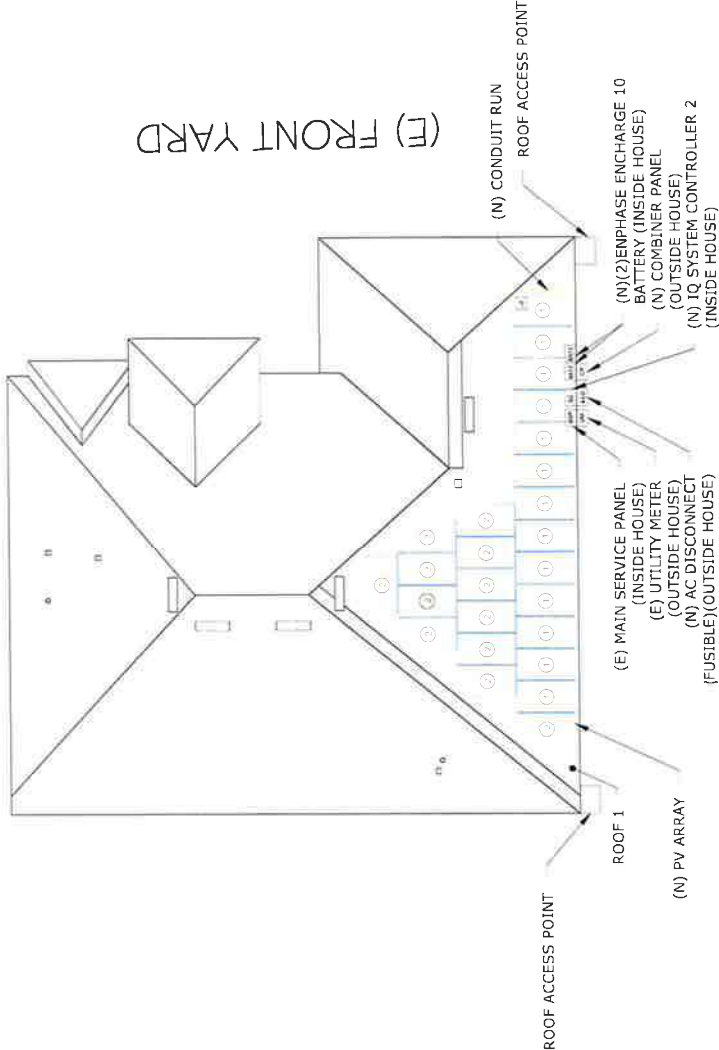 (E) FRONT YARD
(N) CONDUIT RUN
ROOF ACCESS POINT
(N)(2)ENPHASE ENCHARGE 10
BATTERY (INSIDE HOUSE)
(N) COMBINER PANEL
(OUTSIDE HOUSE)
(N) IQ SYSTEM CONTROLLER 2
(INSIDE HOUSE)
(E) MAIN SERVICE PANEL
(INSIDE HOUSE)
(E) UTILITY METER
(OUTSIDE HOUSE)
(N) AC DISCONNECT
(FUSIBLE)(OUTSIDE HOUSE)
ROOF 1
(N) PV ARRAY
ROOF ACCESS POINT